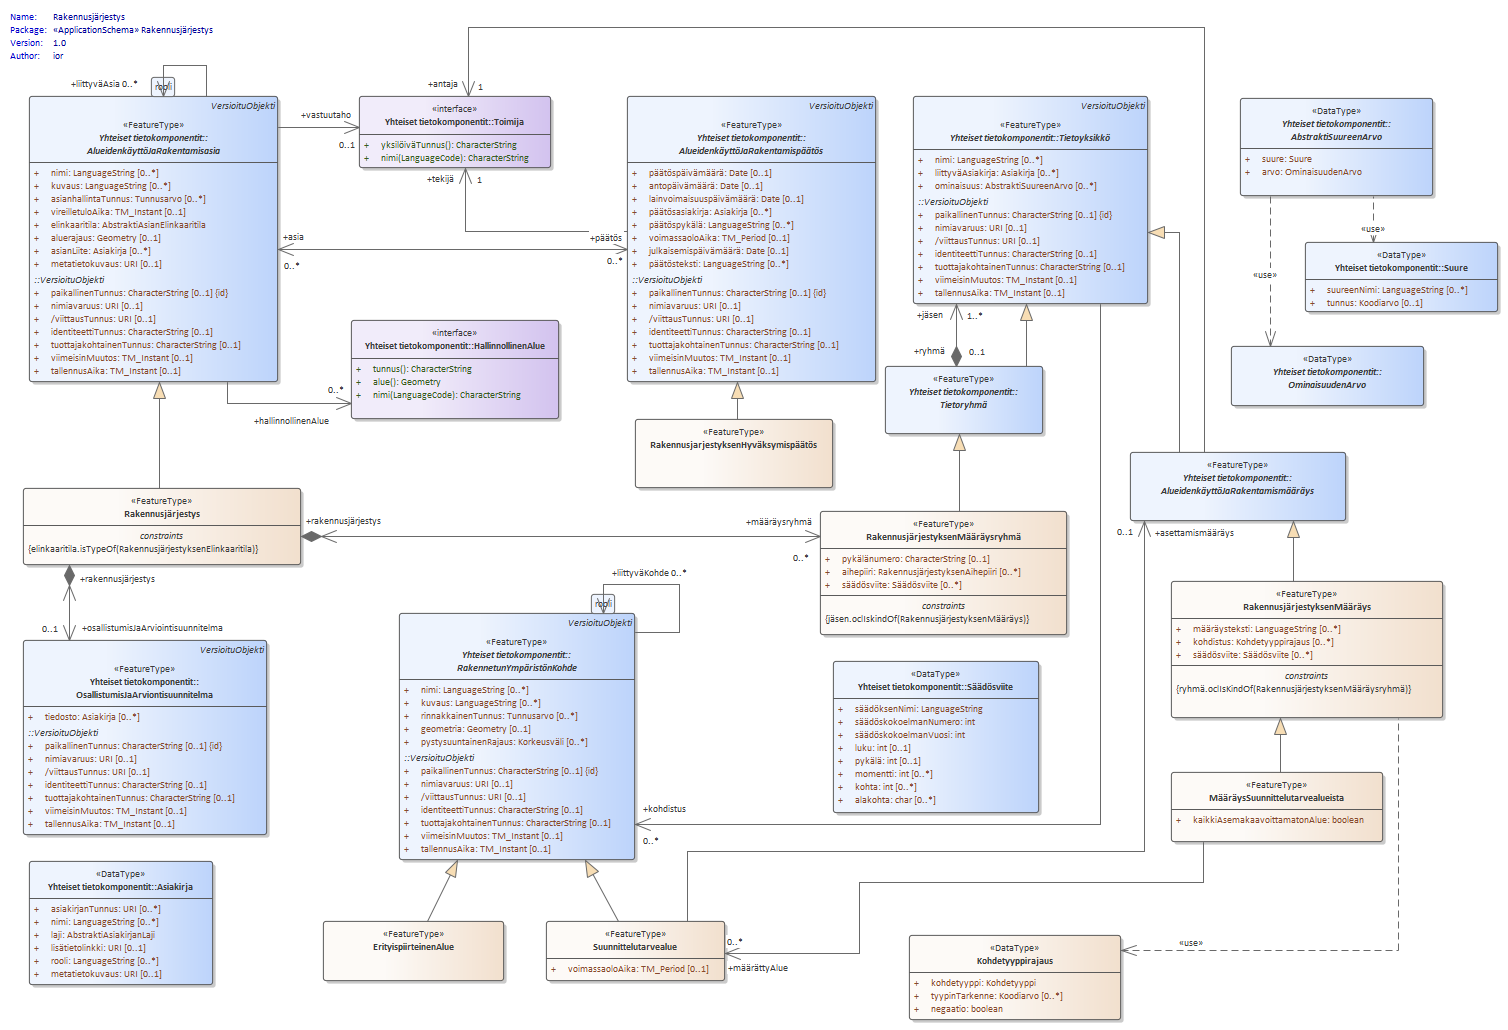 Name: Rakennusjärjestys
Package: «ApplicationSchema» Rakennusjärjestys
Version: 1.0
Author: ior
+liittyväAsia 0..*
rooli
VersioituObjekti
«FeatureType»
Yhteiset tietokomponentit::
AlueidenkäyttöJaRakentamisasia
+ nimi: LanguageString [0..*]
+ kuvaus: LanguageString [0..*]
+ asianhallintaTunnus: Tunnusarvo [0..*]
+ vireilletuloAika: TM_Instant [0..1]
+ elinkaaritila: AbstraktiAsianElinkaaritila
+ aluerajaus: Geometry [0..1]
+ asianLiite: Asiakirja [0..*]
+ metatietokuvaus: URI [0..1]
::VersioituObjekti
+ paikallinenTunnus: CharacterString [0..1] {id}
+ nimiavaruus: URI [0..1]
+ /viittausTunnus: URI [0..1]
+ identiteettiTunnus: CharacterString [0..1]
+ tuottajakohtainenTunnus: CharacterString [0..1]
+ viimeisinMuutos: TM_Instant [0..1]
+ tallennusAika: TM_Instant [0..1]
+vastuutaho
0..1
+antaja
1
«interface»
Yhteiset tietokomponentit::Toimija
+ yksilöiväTunnus(): CharacterString
+ nimi(LanguageCode): CharacterString
+tekijä
1
+asia
0..*
+päätös
0..*
«interface»
Yhteiset tietokomponentit::HallinnollinenAlue
+ tunnus(): CharacterString
+ alue(): Geometry
+ nimi(LanguageCode): CharacterString
0..*
+hallinnollinenAlue
VersioituObjekti
«FeatureType»
Yhteiset tietokomponentit::
AlueidenkäyttöJaRakentamispäätös
+ päätöspäivämäärä: Date [0..1]
+ antopäivämäärä: Date [0..1]
+ lainvoimaisuuspäivämäärä: Date [0..1]
+ päätösasiakirja: Asiakirja [0..*]
+ päätöspykälä: LanguageString [0..*]
+ voimassaoloAika: TM_Period [0..1]
+ julkaisemispäivämäärä: Date [0..1]
+ päätösteksti: LanguageString [0..*]
::VersioituObjekti
+ paikallinenTunnus: CharacterString [0..1] {id}
+ nimiavaruus: URI [0..1]
+ /viittausTunnus: URI [0..1]
+ identiteettiTunnus: CharacterString [0..1]
+ tuottajakohtainenTunnus: CharacterString [0..1]
+ viimeisinMuutos: TM_Instant [0..1]
+ tallennusAika: TM_Instant [0..1]
«FeatureType»
RakennusjarjestyksenHyväksymispäätös
VersioituObjekti
«FeatureType»
Yhteiset tietokomponentit::Tietoyksikkö
+ nimi: LanguageString [0..*]
+ liittyväAsiakirja: Asiakirja [0..*]
+ ominaisuus: AbstraktiSuureenArvo [0..*]
::VersioituObjekti
+ paikallinenTunnus: CharacterString [0..1] {id}
+ nimiavaruus: URI [0..1]
+ /viittausTunnus: URI [0..1]
+ identiteettiTunnus: CharacterString [0..1]
+ tuottajakohtainenTunnus: CharacterString [0..1]
+ viimeisinMuutos: TM_Instant [0..1]
+ tallennusAika: TM_Instant [0..1]
+jäsen
1..*
+ryhmä
0..1
«FeatureType»
Yhteiset tietokomponentit::
Tietoryhmä
«DataType»
Yhteiset tietokomponentit::
AbstraktiSuureenArvo
+ suure: Suure
+ arvo: OminaisuudenArvo
«use»
«DataType»
Yhteiset tietokomponentit::Suure
+ suureenNimi: LanguageString [0..*]
+ tunnus: Koodiarvo [0..1]
«use»
«DataType»
Yhteiset tietokomponentit::
OminaisuudenArvo
«FeatureType»
Yhteiset tietokomponentit::
AlueidenkäyttöJaRakentamismääräys
«FeatureType»
Rakennusjärjestys
constraints
{elinkaaritila.isTypeOf(RakennusjärjestyksenElinkaaritila)}
+rakennusjärjestys
+määräysryhmä
0..*
«FeatureType»
RakennusjärjestyksenMääräysryhmä
+ pykälänumero: CharacterString [0..1]
+ aihepiiri: RakennusjärjestyksenAihepiiri [0..*]
+ säädösviite: Säädösviite [0..*]
constraints
{jäsen.oclIskindOf(RakennusjärjestyksenMääräys)}
0..1
+asettamismääräys
«FeatureType»
RakennusjärjestyksenMääräys
+ määräysteksti: LanguageString [0..*]
+ kohdistus: Kohdetyyppirajaus [0..*]
+ säädösviite: Säädösviite [0..*]
constraints
{ryhmä.oclIsKindOf(RakennusjärjestyksenMääräysryhmä)}
+rakennusjärjestys
0..1
+osallistumisJaArviointisuunnitelma
VersioituObjekti
«FeatureType»
Yhteiset tietokomponentit::
OsallistumisJaArviontisuunnitelma
+ tiedosto: Asiakirja [0..*]
::VersioituObjekti
+ paikallinenTunnus: CharacterString [0..1] {id}
+ nimiavaruus: URI [0..1]
+ /viittausTunnus: URI [0..1]
+ identiteettiTunnus: CharacterString [0..1]
+ tuottajakohtainenTunnus: CharacterString [0..1]
+ viimeisinMuutos: TM_Instant [0..1]
+ tallennusAika: TM_Instant [0..1]
+liittyväKohde 0..*
rooli
VersioituObjekti
«FeatureType»
Yhteiset tietokomponentit::
RakennetunYmpäristönKohde
+ nimi: LanguageString [0..*]
+ kuvaus: LanguageString [0..*]
+ rinnakkainenTunnus: Tunnusarvo [0..*]
+ geometria: Geometry [0..1]
+ pystysuuntainenRajaus: Korkeusväli [0..*]
::VersioituObjekti
+ paikallinenTunnus: CharacterString [0..1] {id}
+ nimiavaruus: URI [0..1]
+ /viittausTunnus: URI [0..1]
+ identiteettiTunnus: CharacterString [0..1]
+ tuottajakohtainenTunnus: CharacterString [0..1]
+ viimeisinMuutos: TM_Instant [0..1]
+ tallennusAika: TM_Instant [0..1]
+kohdistus
0..*
«DataType»
Yhteiset tietokomponentit::Säädösviite
+ säädöksenNimi: LanguageString
+ säädöskokoelmanNumero: int
+ säädöskokoelmanVuosi: int
+ luku: int [0..1]
+ pykälä: int [0..1]
+ momentti: int [0..*]
+ kohta: int [0..*]
+ alakohta: char [0..*]
«FeatureType»
MääräysSuunnittelutarvealueista
+ kaikkiAsemakaavoittamatonAlue: boolean
«DataType»
Yhteiset tietokomponentit::Asiakirja
+ asiakirjanTunnus: URI [0..*]
+ nimi: LanguageString [0..*]
+ laji: AbstraktiAsiakirjanLaji
+ lisätietolinkki: URI [0..1]
+ rooli: LanguageString [0..*]
+ metatietokuvaus: URI [0..1]
«FeatureType»
ErityispiirteinenAlue
«FeatureType»
Suunnittelutarvealue
+ voimassaoloAika: TM_Period [0..1]
0..*
+määrättyAlue
«DataType»
Kohdetyyppirajaus
+ kohdetyyppi: Kohdetyyppi
+ tyypinTarkenne: Koodiarvo [0..*]
+ negaatio: boolean
«use»